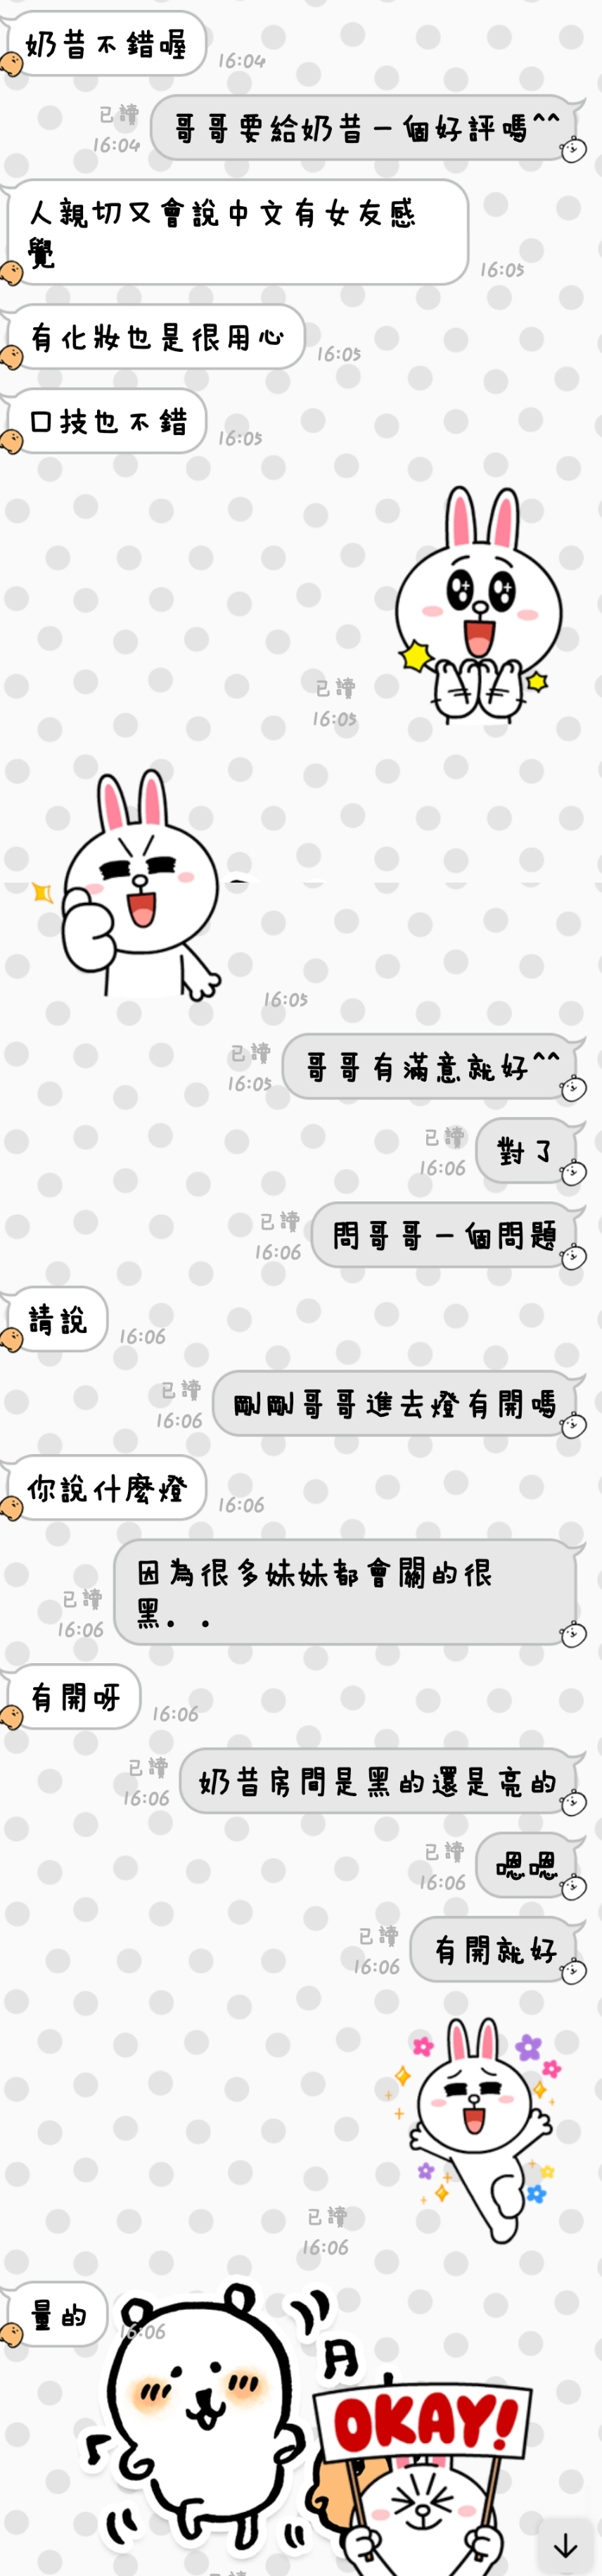 奶昔不錯喔
16:04
已讀
16:04
哥哥要給奶昔一個好評嗎^^
人親切又會說中文有女友感
覺
16:05
有化妝也是很用心
16:05
口技也不錯
16:05
已讀
16:05
16:05
已讀
16:05
哥哥有滿意就好^^
已讀
16:06
對了
已讀
16:06
問哥哥一個問題
請說
16:06
已讀
16:06
剛剛哥哥進去燈有開嗎
你說什麼燈
16:06
已讀
16:06
因為很多妹妹都會關的很
黑．．
有開呀
16:06
已讀
16:06
奶昔房間是黑的還是亮的
已讀
16:06
嗯嗯
已讀
16:06
有開就好
已讀
16:06
量的
16:06
月
OKAY!
已讀